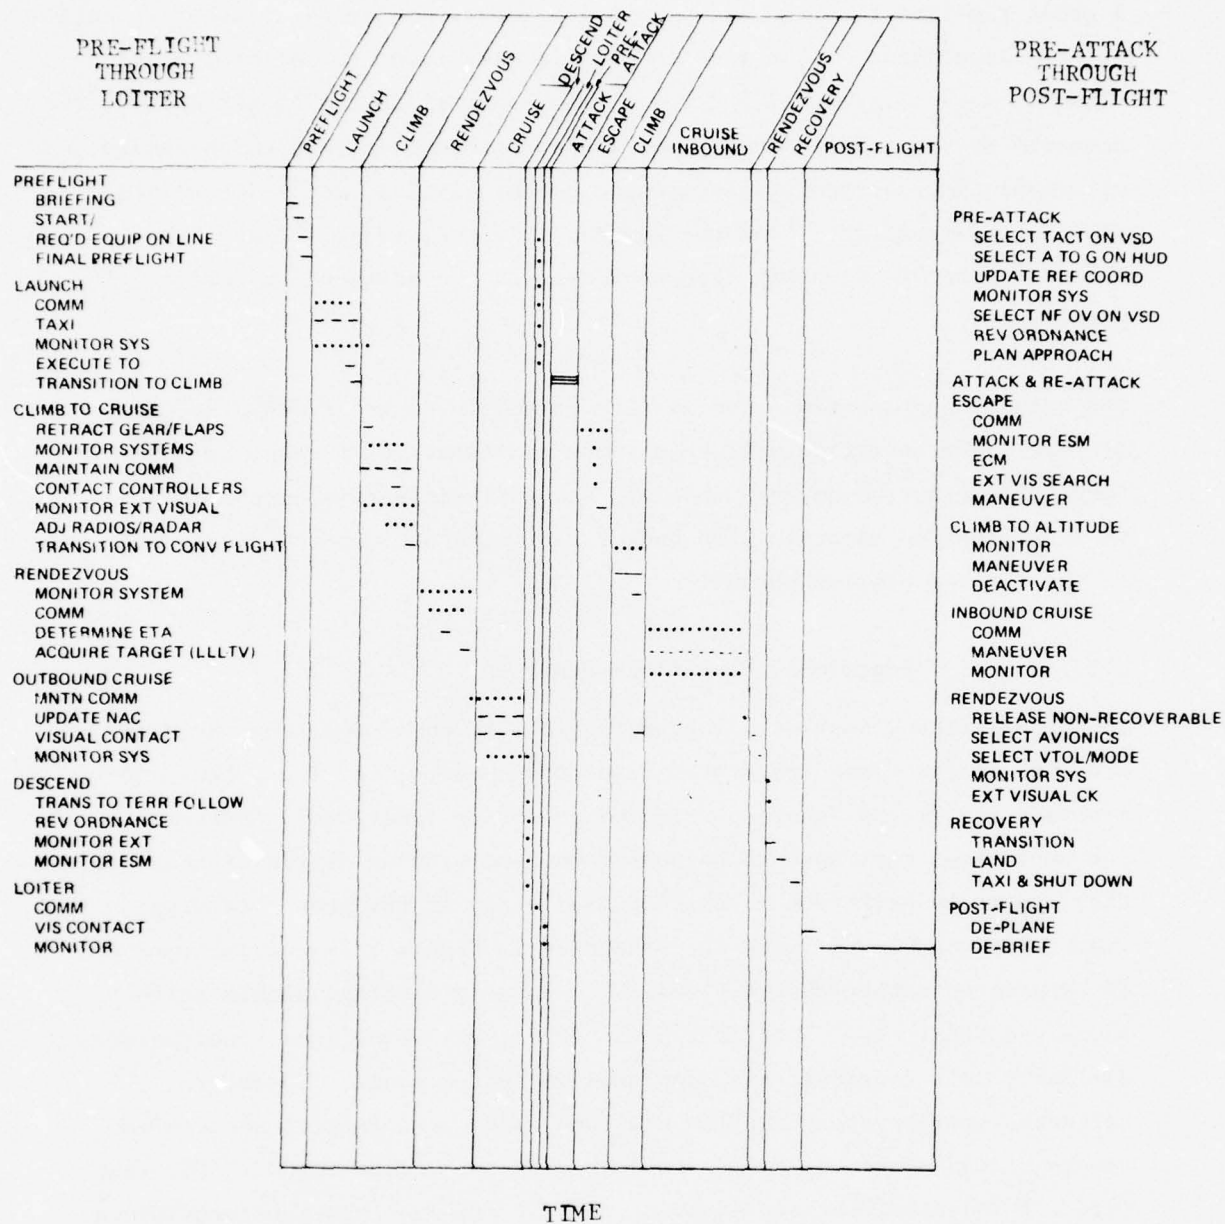 PRE-FLIGHT
THROUGH
LOITER
PREFLIGHT
LAUNCH
CLIMB
RENDEZVOUS
CRUISE
DESCEND
LOITER
PRE-
ATTACK
ATTACK
ESCAPE
CLIMB
CRUISE
INBOUND
RENDEZVOUS
RECOVERY
POST-FLIGHT
PRE-ATTACK
THROUGH
POST-FLIGHT
PREFLIGHT
BRIEFING
START/
REQ'D EQUIP ON LINE
FINAL PREFLIGHT
LAUNCH
COMM
TAXI
MONITOR SYS
EXECUTE TO
TRANSITION TO CLIMB
CLIMB TO CRUISE
RETRACT GEAR/FLAPS
MONITOR SYSTEMS
MAINTAIN COMM
CONTACT CONTROLLERS
MONITOR EXT VISUAL
ADJ RADIOS/RADAR
TRANSITION TO CONV FLIGHT
RENDEZVOUS
MONITOR SYSTEM
COMM
DETERMINE ETA
ACQUIRE TARGET (LLLTV)
OUTBOUND CRUISE
MNTN COMM
UPDATE NAC
VISUAL CONTACT
MONITOR SYS
DESCEND
TRANS TO TERR FOLLOW
REV ORDNANCE
MONITOR EXT
MONITOR ESM
LOITER
COMM
VIS CONTACT
MONITOR
PRE-ATTACK
SELECT TACT ON VSD
SELECT A TO G ON HUD
UPDATE REF COORD
MONITOR SYS
SELECT NF OV ON VSD
REV ORDNANCE
PLAN APPROACH
ATTACK & RE-ATTACK
ESCAPE
COMM
MONITOR ESM
ECM
EXT VIS SEARCH
MANEUVER
CLIMB TO ALTITUDE
MONITOR
MANEUVER
DEACTIVATE
INBOUND CRUISE
COMM
MANEUVER
MONITOR
RENDEZVOUS
RELEASE NON-RECOVERABLE
SELECT AVIONICS
SELECT VTOL/MODE
MONITOR SYS
EXT VISUAL CK
RECOVERY
TRANSITION
LAND
TAXI & SHUT DOWN
POST-FLIGHT
DE-PLANE
DE-BRIEF
TIME